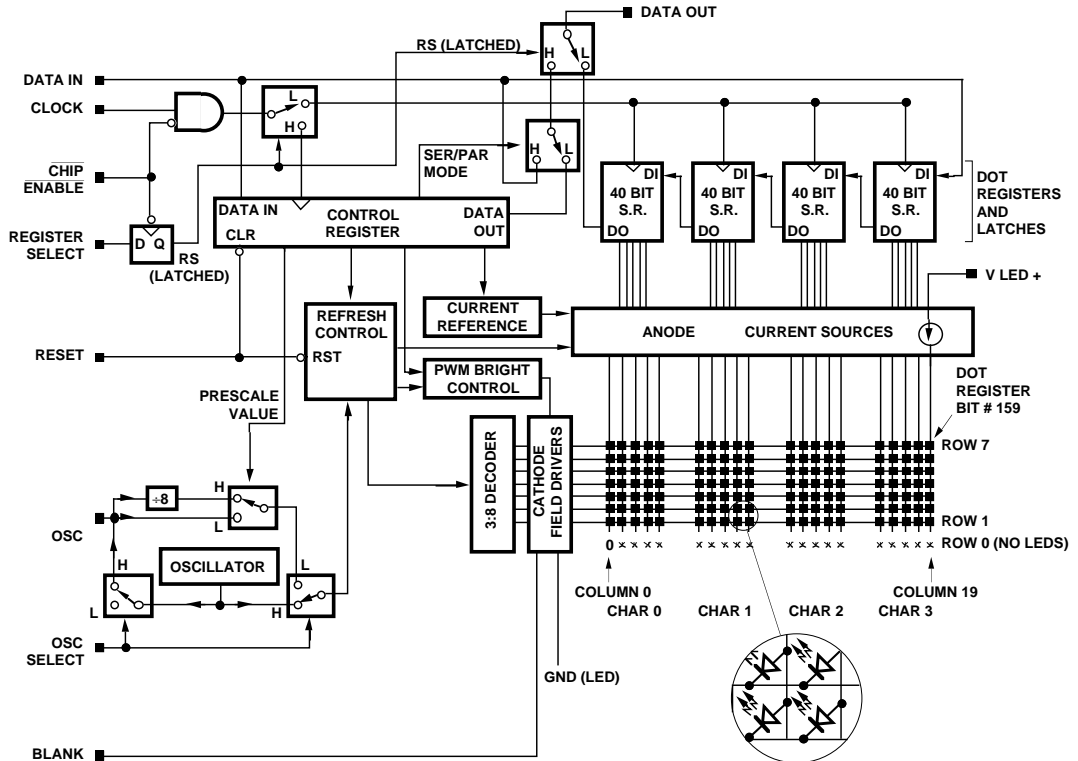 DATA OUT
V LED +
RS (LATCHED)
H
L
DATA IN
CLOCK
L
H
H
L
SER/PAR
MODE
CHIP
ENABLE
DI
40 BIT
S.R.
DO
DI
40 BIT
S.R.
DO
DI
40 BIT
S.R.
DO
DI
40 BIT
S.R.
DO
DOT
REGISTERS
AND
LATCHES
DATA IN
CONTROL
REGISTER
DATA
OUT
CLR
REGISTER
SELECT
D Q
RS
(LATCHED)
REFRESH
CONTROL
RST
CURRENT
REFERENCE
ANODE CURRENT SOURCES
RESET
PWM BRIGHT
CONTROL
PRESCALE
VALUE
DOT
REGISTER
BIT # 159
3:8 DECODER
CATHODE
FIELD DRIVERS
ROW 7
ROW 1
ROW 0 (NO LEDS)
0
÷8
H
L
OSC
OSCILLATOR
H
L
L
H
COLUMN 0
COLUMN 19
CHAR 0
CHAR 1
CHAR 2
CHAR 3
OSC
SELECT
GND (LED)
BLANK